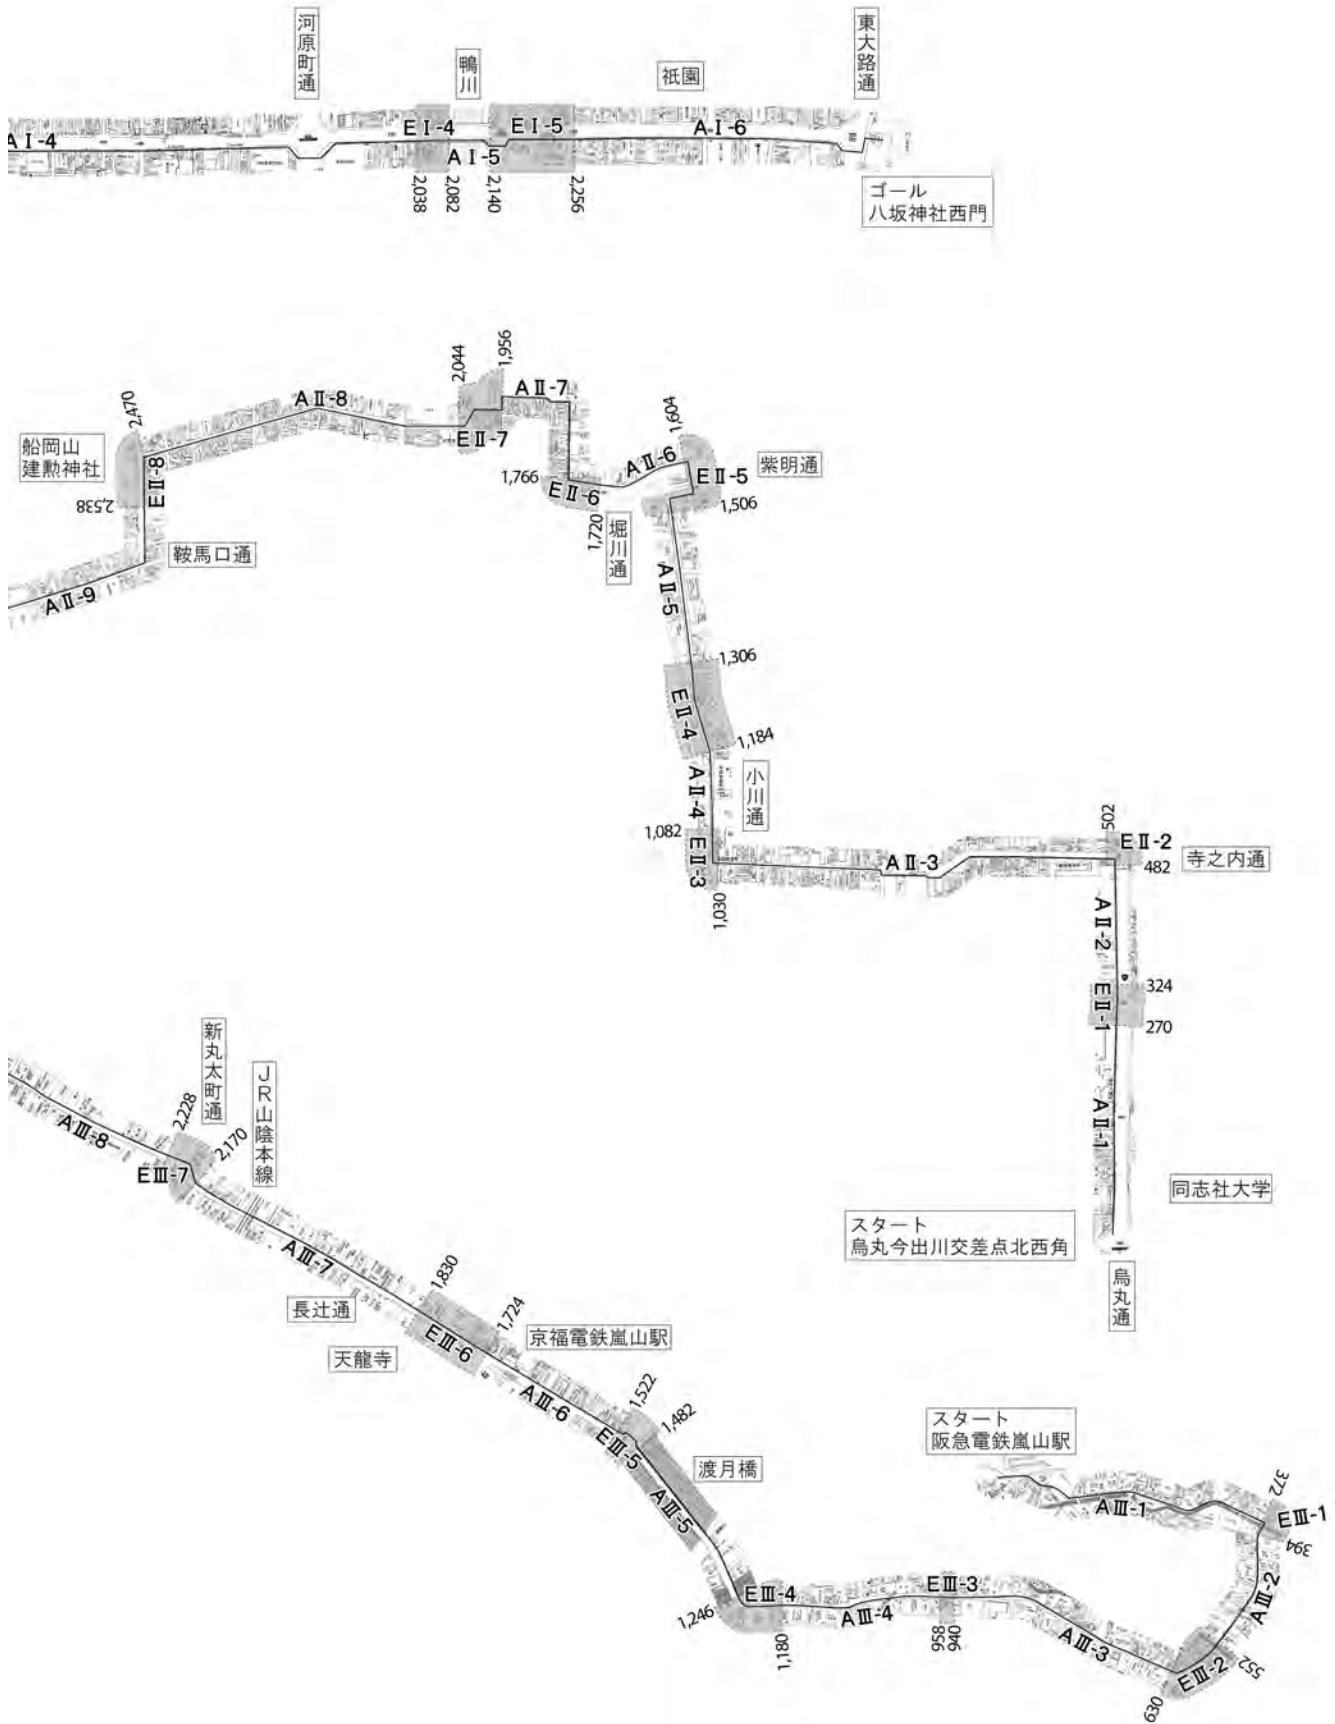 河原町通
鴨川
祇園
東大路通
A Ⅰ-4
E Ⅰ-4
A Ⅰ-5
E Ⅰ-5
A Ⅰ-6
2,038
2,082
2,140
2,256
ゴール
八坂神社西門
船岡山
建勲神社
2,470
2,538
E Ⅱ-8
A Ⅱ-8
2,044
1,956
E Ⅱ-7
A Ⅱ-7
1,766
E Ⅱ-6
1,720
堀川通
A Ⅱ-6
1,604
E Ⅱ-5
1,506
紫明通
鞍馬口通
A Ⅱ-9
A Ⅱ-5
1,306
E Ⅱ-4
1,184
A Ⅱ-4
小川通
1,082
E Ⅱ-3
1,030
A Ⅱ-3
502
E Ⅱ-2
482
寺之内通
A Ⅱ-2
324
E Ⅱ-1
270
A Ⅱ-1
同志社大学
スタート
烏丸今出川交差点北西角
烏丸通
新丸太町通
JR山陰本線
A Ⅲ-8
2,228
2,170
E Ⅲ-7
A Ⅲ-7
長辻通
天龍寺
1,830
1,724
E Ⅲ-6
京福電鉄嵐山駅
A Ⅲ-6
1,522
1,482
E Ⅲ-5
渡月橋
A Ⅲ-5
1,246
E Ⅲ-4
1,180
A Ⅲ-4
E Ⅲ-3
958
940
A Ⅲ-3
630
E Ⅲ-2
552
A Ⅲ-2
スタート
阪急電鉄嵐山駅
A Ⅲ-1
372
E Ⅲ-1
394